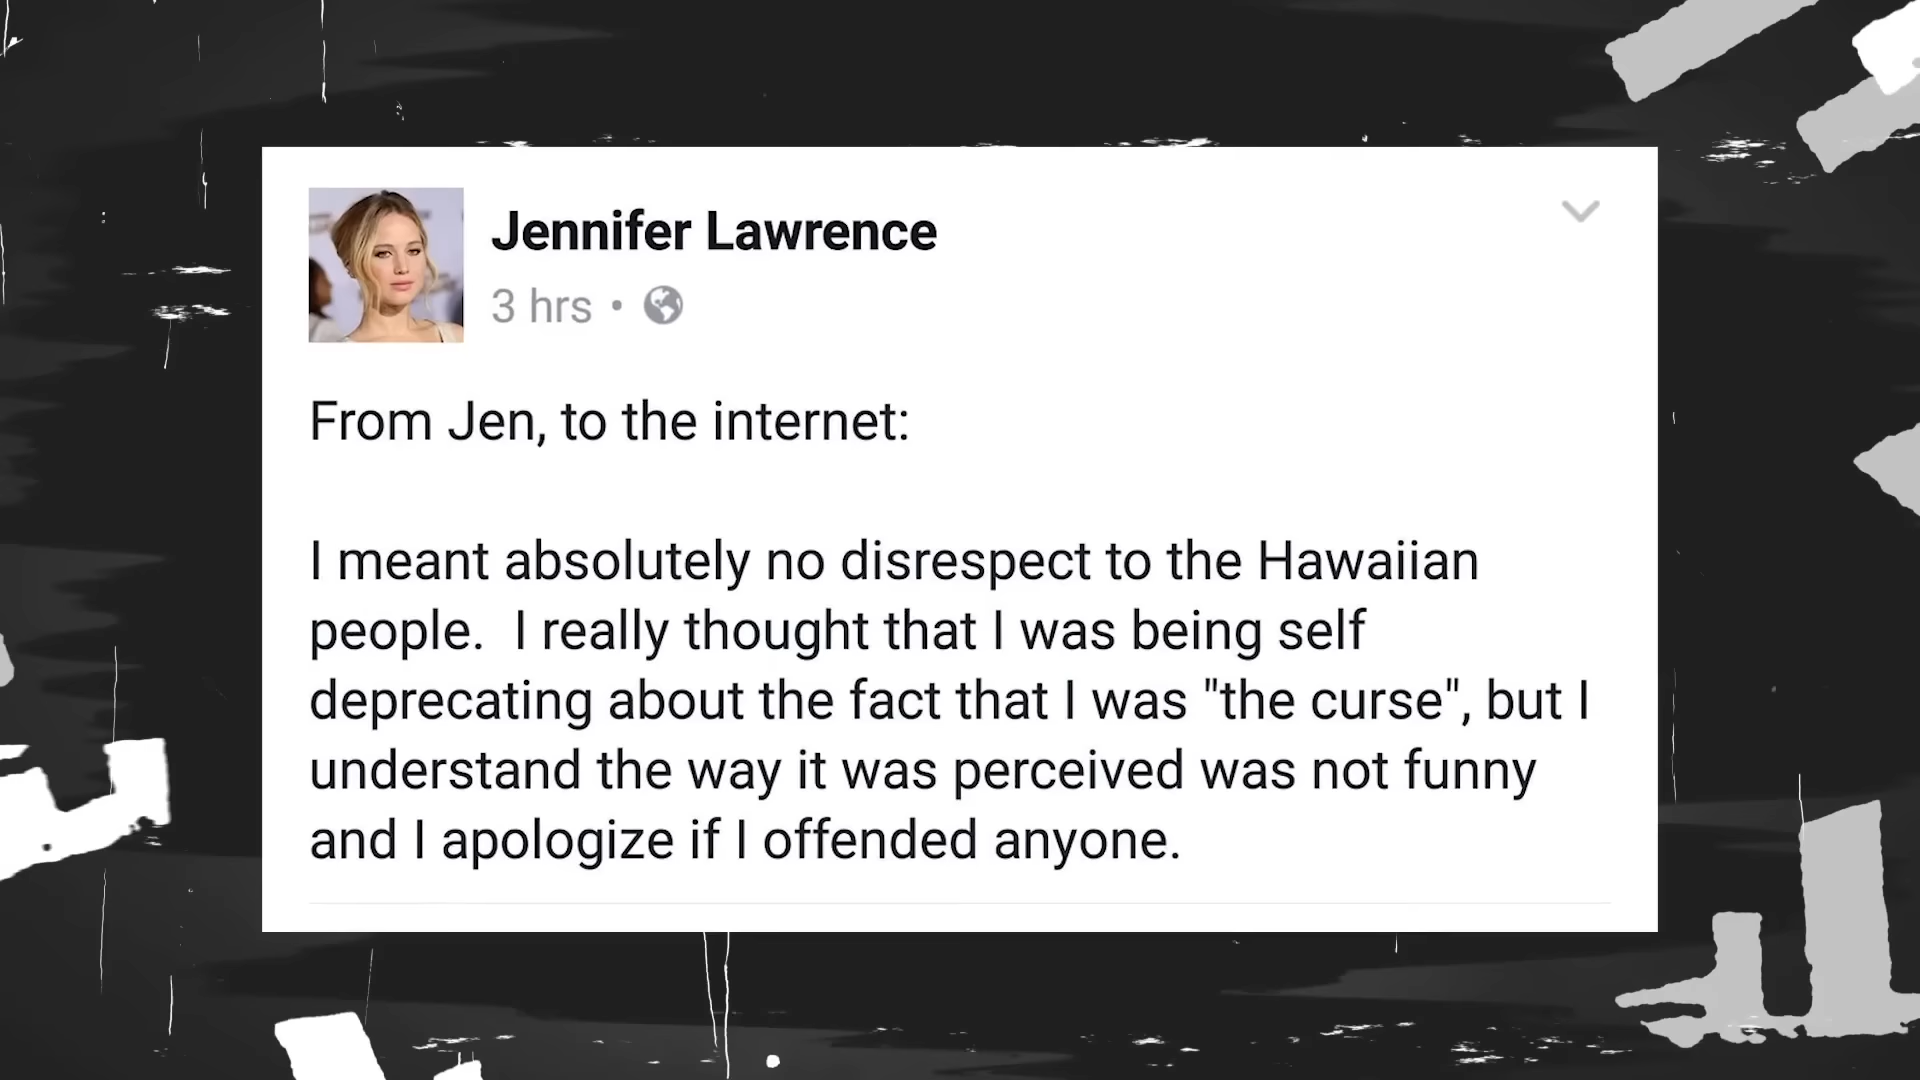 Jennifer Lawrence
3 hrs •
From Jen, to the internet:
I meant absolutely no disrespect to the Hawaiian
people.  I really thought that I was being self
deprecating about the fact that I was "the curse", but I
understand the way it was perceived was not funny
and I apologize if I offended anyone.